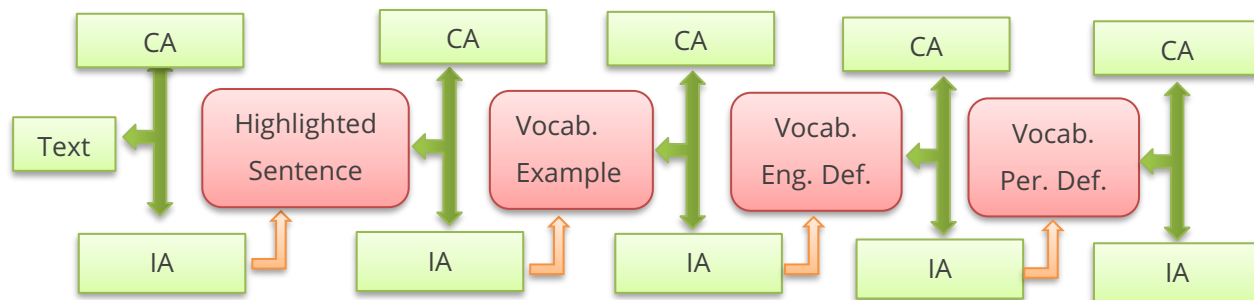 CA
CA
CA
CA
CA
Text
Highlighted
Sentence
Vocab.
Example
Vocab.
Eng. Def.
Vocab.
Per. Def.
IA
IA
IA
IA
IA